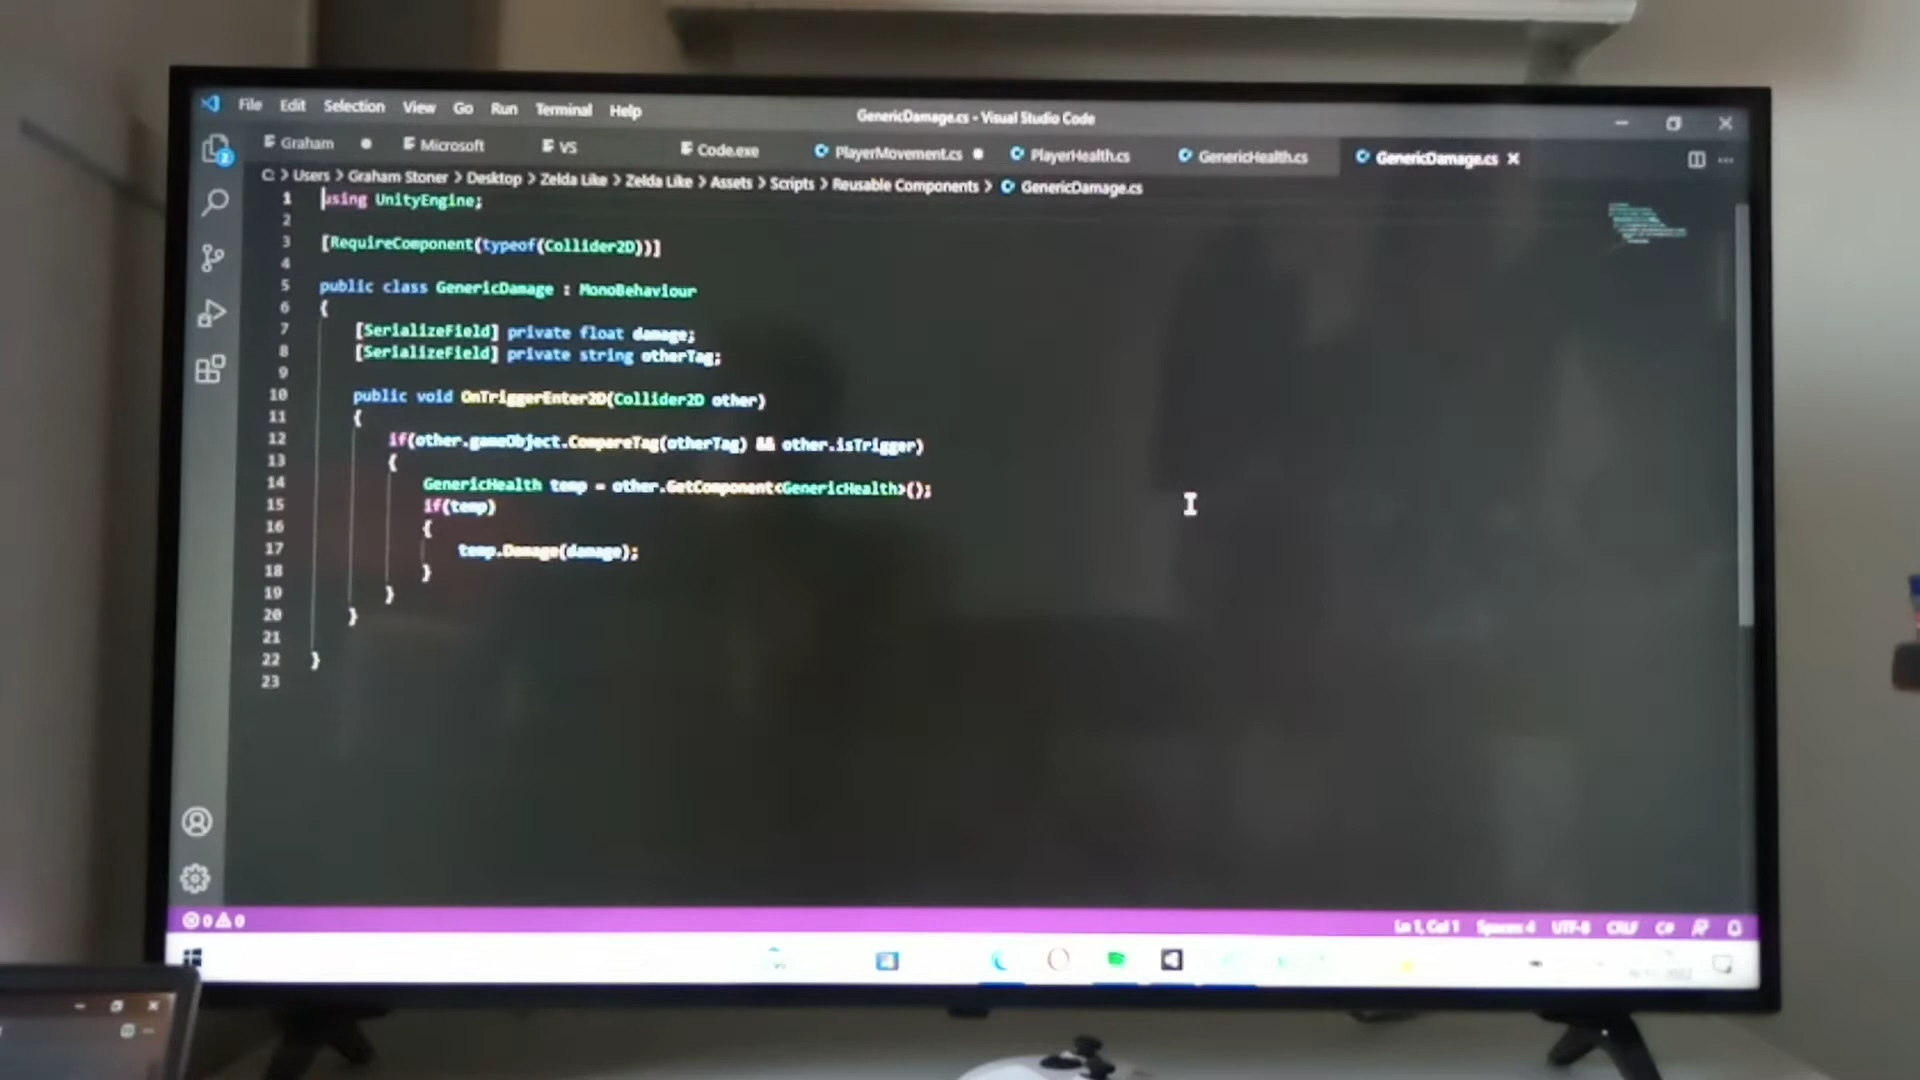 File Edit Selection View Go Run Terminal Help
GenericDamage.cs - Visual Studio Code
Graham Microsoft VS Code.exe PlayerMovement.cs PlayerHealth.cs GenericHealth.cs GenericDamage.cs
C: > Users > Graham Stoner > Desktop > Zelda Like > Zelda Like > Assets > Scripts > Reusable Components > GenericDamage.cs
1 using UnityEngine;
2
3 [RequireComponent(typeof(Collider2D))]
4
5 public class GenericDamage : MonoBehaviour
6 {
7 [SerializeField] private float damage;
8 [SerializeField] private string otherTag;
9
10 public void OnTriggerEnter2D(Collider2D other)
11 {
12 if(other.gameObject.CompareTag(otherTag) && other.isTrigger)
13 {
14 GenericHealth temp = other.GetComponent<GenericHealth>();
15 if(temp)
16 {
17 temp.Damage(damage);
18 }
19 }
20 }
21
22 }
23
2
0 0
Ln 1, Col 1 Spaces: 4 UTF-8 CRLF C#